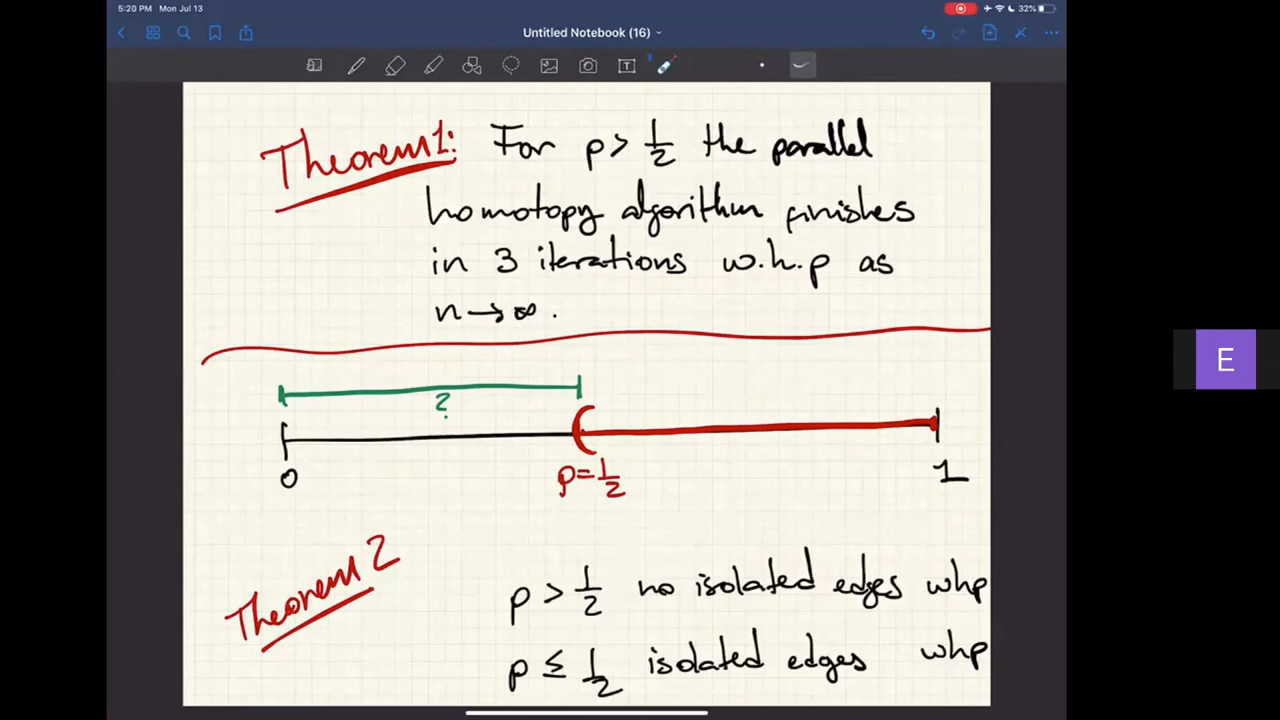 5:20 PM Mon Jul 13
32%
Untitled Notebook (16)
Theorem 1: For p > 1/2 the parallel
homotopy algorithm finishes
in 3 iterations w.h.p as
n → ∞.
?
0
p = 1/2
1
Theorem 2
p > 1/2 no isolated edges whp
p ≤ 1/2 isolated edges whp
E